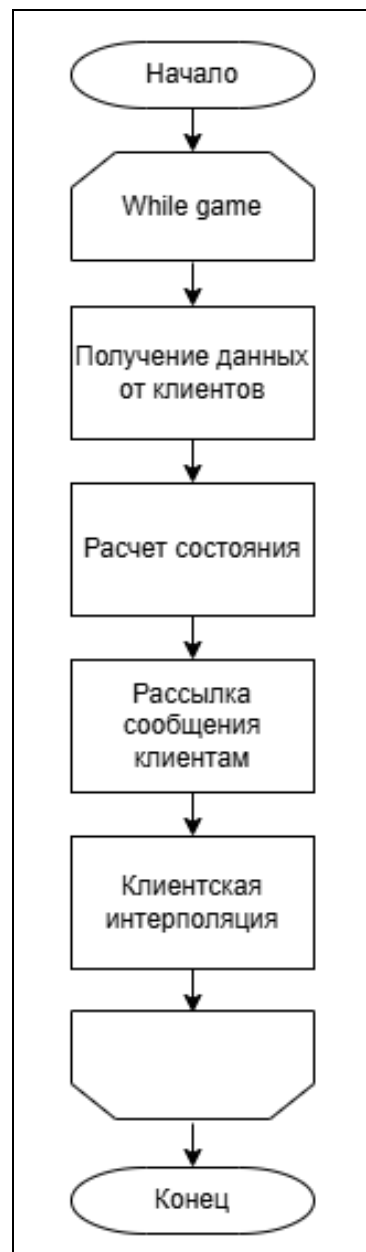 Начало
While game
Получение данных
от клиентов
Расчет состояния
Рассылка
сообщения
клиентам
Клиентская
интерполяция
Конец